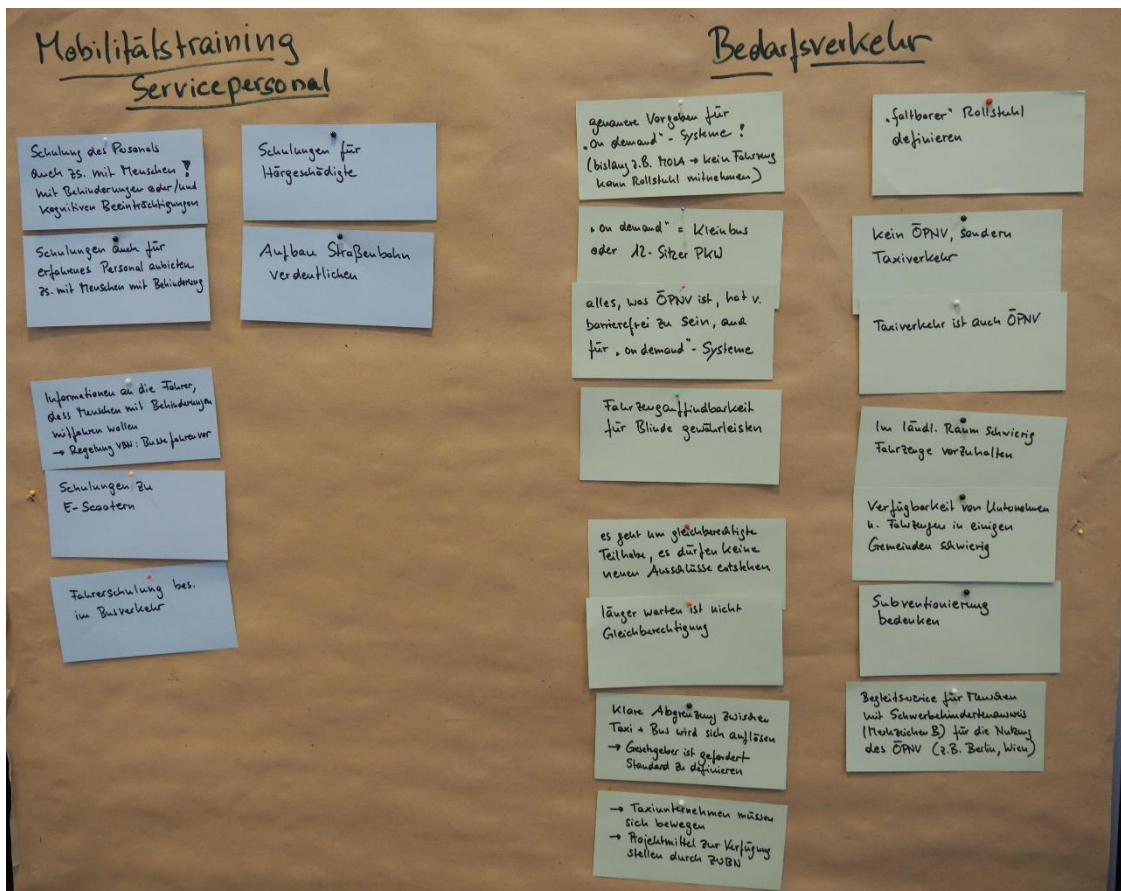 Mobilitätstraining
Servicepersonal
Schulung des Personals
auch zs. mit Menschen !
mit Behinderungen oder/und
kognitiven Beeinträchtigungen
Schulungen auch für
erfahrenes Personal anbieten
zs. mit Menschen mit Behinderung
Informationen an die Fahrer,
dass Menschen mit Behinderungen
mitfahren wollen
→ Regelung VBN: Busse fahren vor
Schulungen zu
E-Scootern
Fahrerschulung bes.
im Busverkehr
Schulungen für
Hörgeschädigte
Aufbau Straßenbahn
verdeutlichen
Bedarfsverkehr
genauere Vorgaben für
„On demand“ - Systeme !
(bislang z.B. MOLA → kein Fahrzeug
kann Rollstuhl mitnehmen)
„on demand“ = Kleinbus
oder 12-Sitzer PKW
alles, was ÖPNV ist, hat v.
barrierefrei zu sein, auch
für „on demand“ - Systeme
Fahrzeugauffindbarkeit
für Blinde gewährleisten
es geht um gleichberechtigte
Teilhabe, es dürfen keine
neuen Ausschlüsse entstehen
länger warten ist nicht
Gleichberechtigung
Klare Abgrenzung zwischen
Taxi + Bus wird sich auflösen
→ Gesetzgeber ist gefordert
Standard zu definieren
→ Taxiunternehmen müssen
sich bewegen
→ Projektmittel zur Verfügung
stellen durch ZVBN
„faltbarer“ Rollstuhl
definieren
kein ÖPNV, sondern
Taxiverkehr
Taxiverkehr ist auch ÖPNV
Im ländl. Raum schwierig
Fahrzeuge vorzuhalten
Verfügbarkeit von Unternehmen
u. Fahrzeugen in einigen
Gemeinden schwierig
Subventionierung
bedenken
Begleitservice für Menschen
mit Schwerbehindertenausweis
(Merkzeichen B) für die Nutzung
des ÖPNV (z.B. Berlin, Wien)